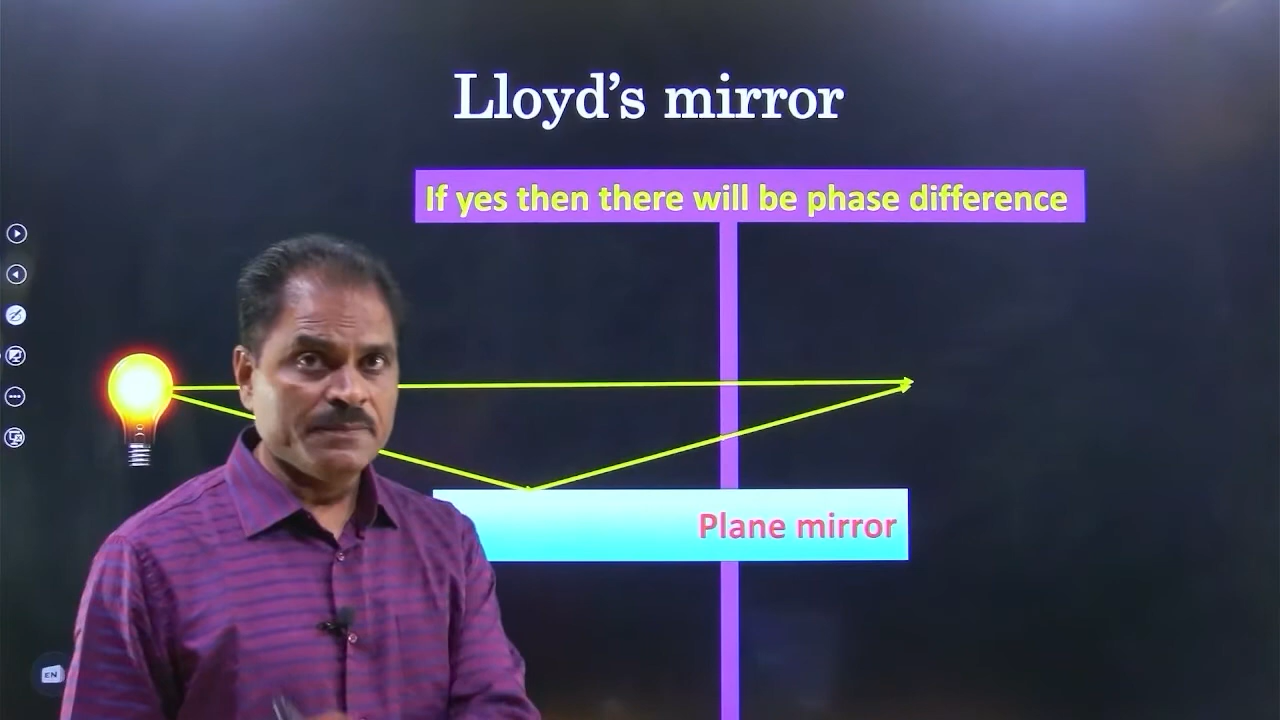 Lloyd's mirror
If yes then there will be phase difference
Plane mirror
EN